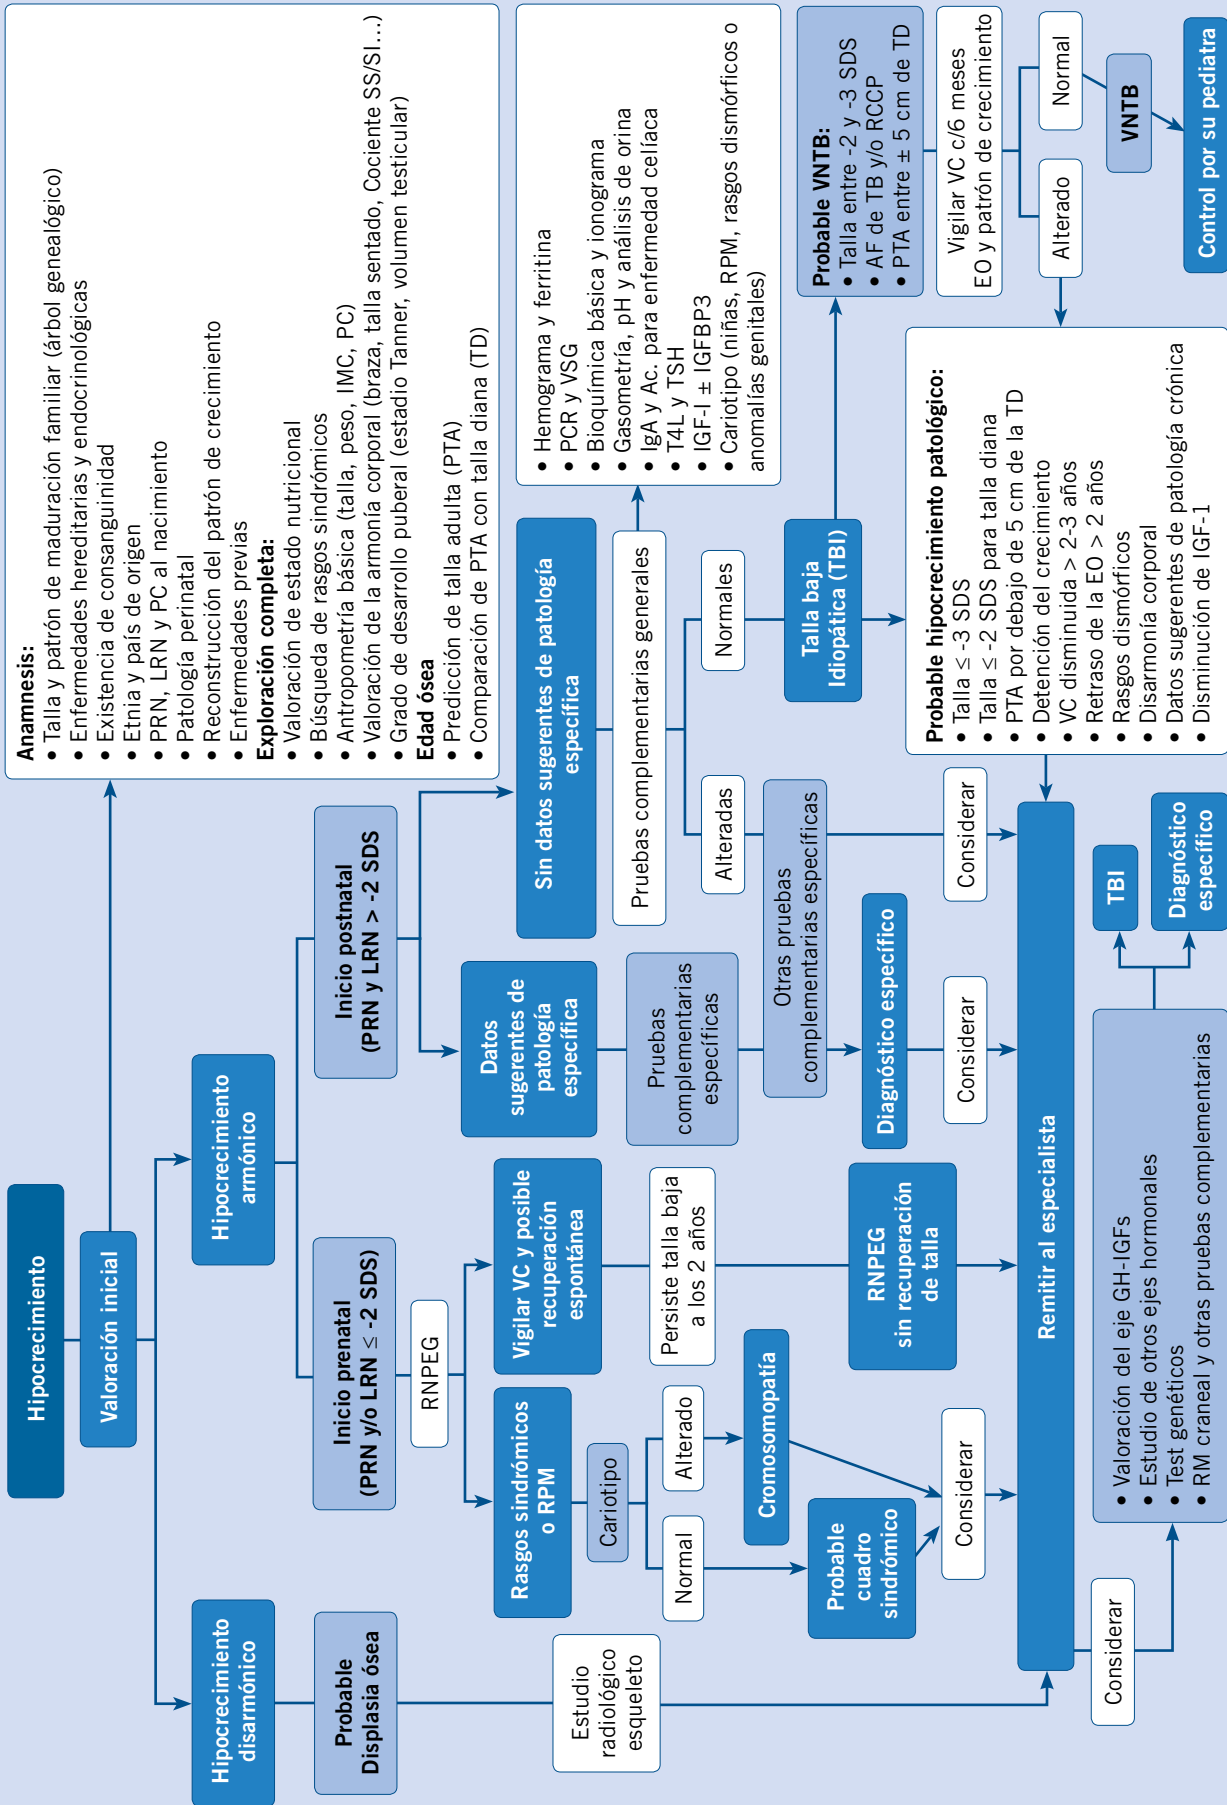 Hipocrecimiento
Valoración inicial
Anamnesis:
• Talla y patrón de maduración familiar (árbol genealógico)
• Enfermedades hereditarias y endocrinológicas
• Existencia de consanguinidad
• Etnia y país de origen
• PRN, LRN y PC al nacimiento
• Patología perinatal
• Reconstrucción del patrón de crecimiento
• Enfermedades previas
Exploración completa:
• Valoración de estado nutricional
• Búsqueda de rasgos sindrómicos
• Antropometría básica (talla, peso, IMC, PC)
• Valoración de la armonía corporal (braza, talla sentado, Cociente SS/SI…)
• Grado de desarrollo puberal (estadio Tanner, volumen testicular)
Edad ósea
• Predicción de talla adulta (PTA)
• Comparación de PTA con talla diana (TD)
Hipocrecimiento
disarmónico
Hipocrecimiento
armónico
Probable
Displasia ósea
Inicio prenatal
(PRN y/o LRN ≤ -2 SDS)
Inicio postnatal
(PRN y LRN > -2 SDS)
RNPEG
Rasgos sindrómicos
o RPM
Vigilar VC y posible
recuperación
espontánea
Datos
sugerentes de
patología
específica
Sin datos sugerentes de patología
específica
Estudio
radiológico
esqueleto
Cariotipo
Persiste talla baja
a los 2 años
Pruebas
complementarias
específicas
Pruebas complementarias generales
• Hemograma y ferritina
• PCR y VSG
• Bioquímica básica y ionograma
• Gasometría, pH y análisis de orina
• IgA y Ac. para enfermedad celíaca
• T4L y TSH
• IGF-I ± IGFBP3
• Cariotipo (niñas, RPM, rasgos dismórficos o
anomalías genitales)
Normal
Alterado
Alteradas
Normales
Cromosomopatía
Otras pruebas
complementarias específicas
Talla baja
Idiopática (TBI)
Probable VNTB:
• Talla entre -2 y -3 SDS
• AF de TB y/o RCCP
• PTA entre ± 5 cm de TD
Probable
cuadro
sindrómico
RNPEG
sin recuperación
de talla
Diagnóstico específico
Vigilar VC c/6 meses
EO y patrón de crecimiento
Considerar
Considerar
Considerar
Probable hipocrecimiento patológico:
• Talla ≤ -3 SDS
• Talla ≤ -2 SDS para talla diana
• PTA por debajo de 5 cm de la TD
• Detención del crecimiento
• VC disminuida > 2-3 años
• Retraso de la EO > 2 años
• Rasgos dismórficos
• Disarmonía corporal
• Datos sugerentes de patología crónica
• Disminución de IGF-1
Alterado
Normal
VNTB
Remitir al especialista
Control por su pediatra
Considerar
• Valoración del eje GH-IGFs
• Estudio de otros ejes hormonales
• Test genéticos
• RM craneal y otras pruebas complementarias
TBI
Diagnóstico
específico